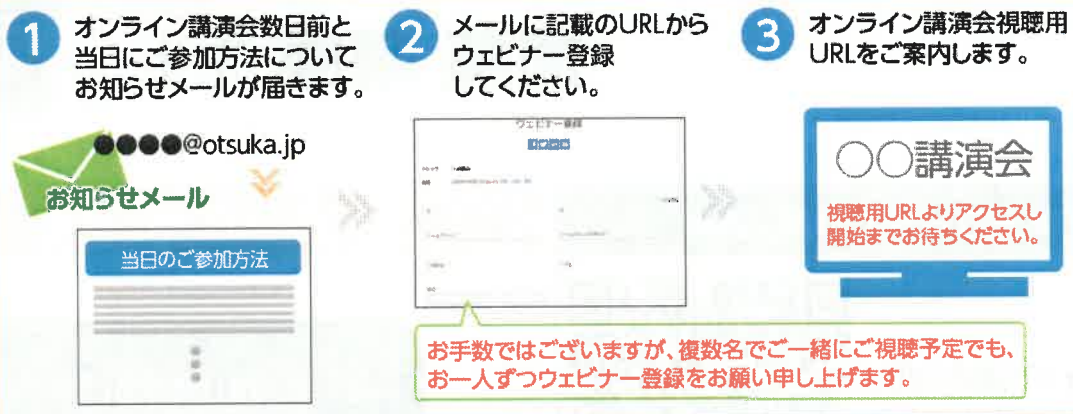 1
オンライン講演会数日前と
当日にご参加方法について
お知らせメールが届きます。
●●●●@otsuka.jp
お知らせメール
当日のご参加方法
2
メールに記載のURLから
ウェビナー登録
してください。
ウェビナー登録
お手数ではございますが、複数名でご一緒にご視聴予定でも、
お一人ずつウェビナー登録をお願い申し上げます。
3
オンライン講演会視聴用
URLをご案内します。
○○講演会
視聴用URLよりアクセスし
開始までお待ちください。